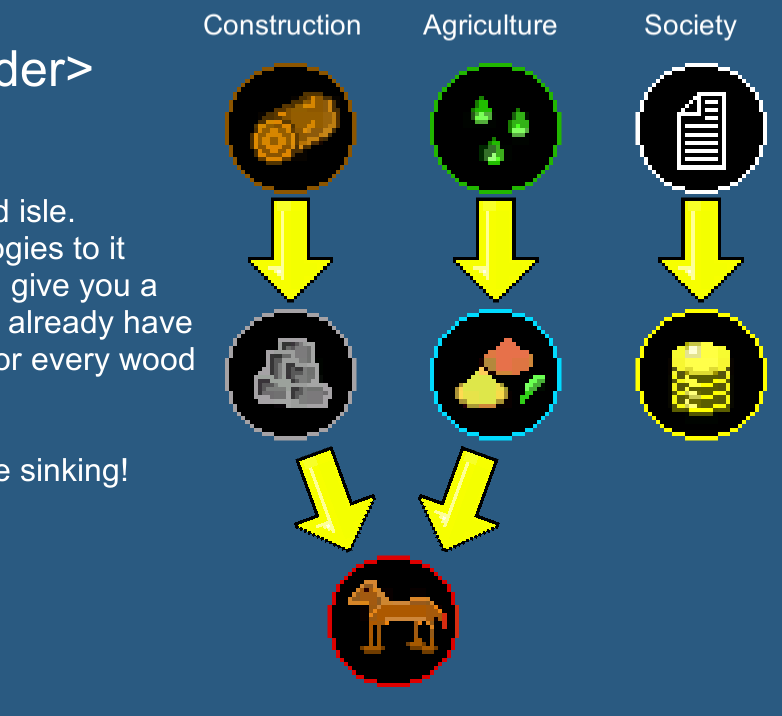 Construction
Agriculture
Society
der>
d isle.
ogies to it
give you a
already have
or every wood
e sinking!